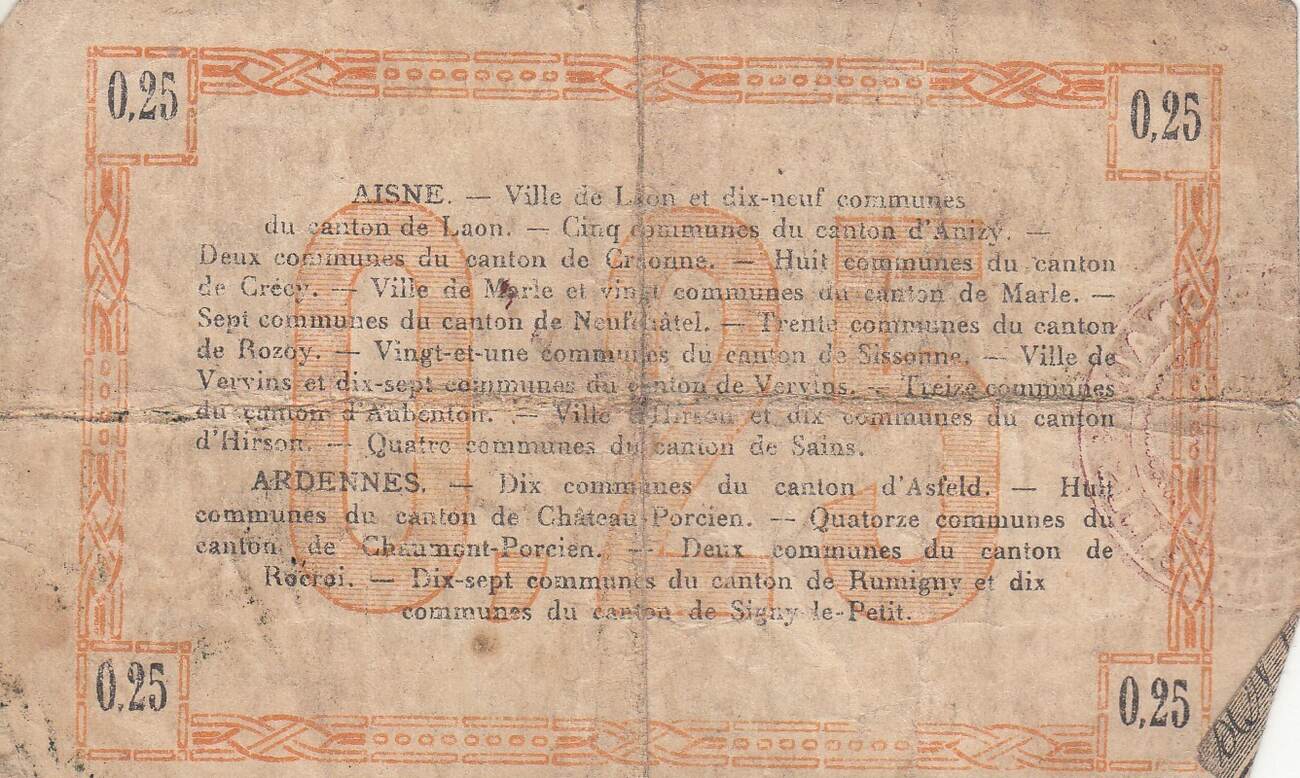 0,25
0,25
AISNE. — Ville de Laon et dix-neuf communes
du canton de Laon. — Cinq communes du canton d'Anizy. —
Deux communes du canton de Craonne. — Huit communes du canton
de Crécy. — Ville de Marle et vingt communes du canton de Marle. —
Sept communes du canton de Neufchâtel. — Trente communes du canton
de Rozoy. — Vingt-et-une communes du canton de Sissonne. — Ville de
Vervins et dix-sept communes du canton de Vervins. — Treize communes
du canton d'Aubenton. — Ville d'Hirson et dix communes du canton
d'Hirson. — Quatre communes du canton de Sains.
ARDENNES. — Dix communes du canton d'Asfeld. — Huit
communes du canton de Château-Porcien. — Quatorze communes du
canton de Chaumont-Porcien. — Deux communes du canton de
Rocroi. — Dix-sept communes du canton de Rumigny et dix
communes du canton de Signy-le-Petit.
0,25
0,25
0,25